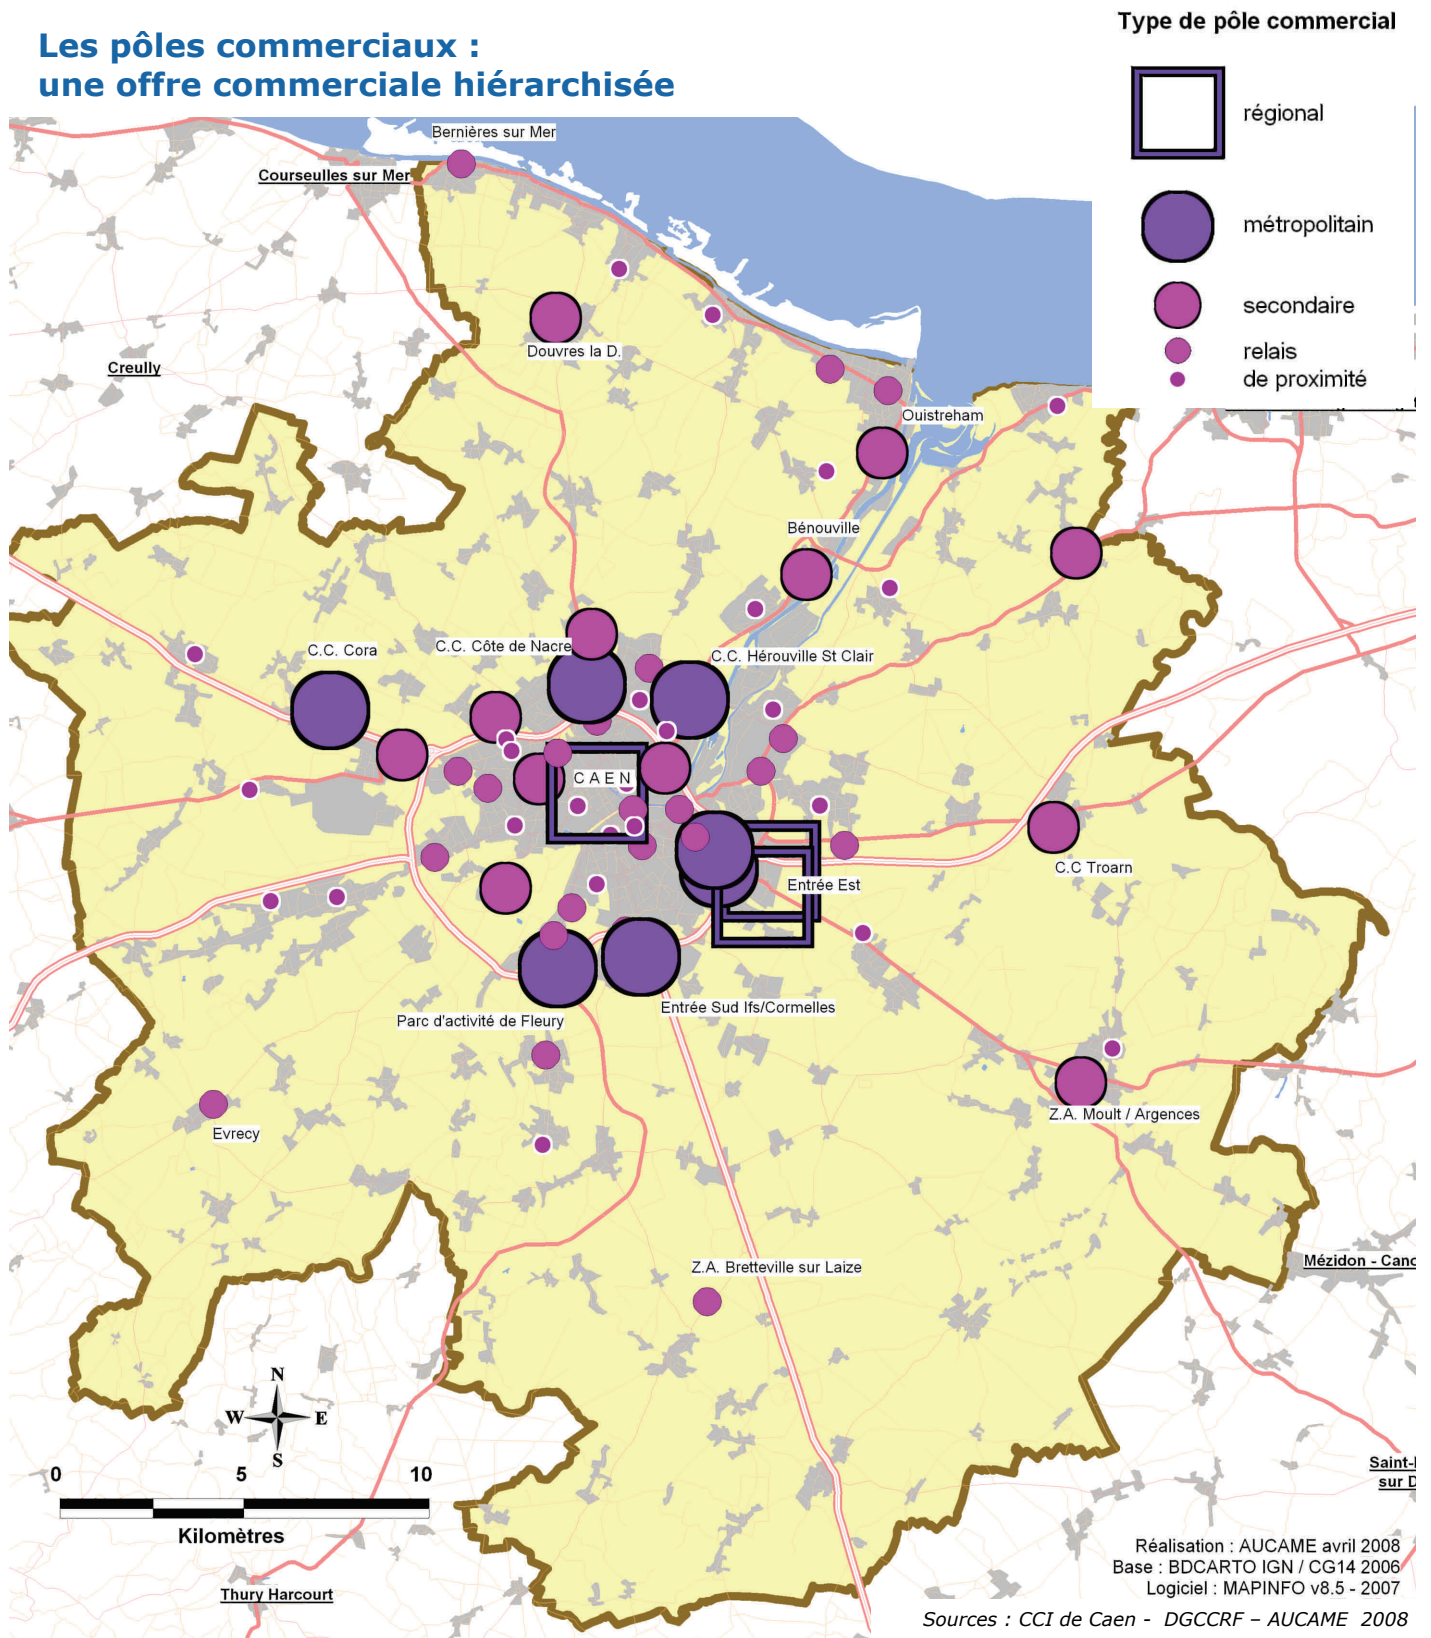 Les pôles commerciaux :
une offre commerciale hiérarchisée
Type de pôle commercial
régional
métropolitain
secondaire
relais
de proximité
Bernières sur Mer
Courseulles sur Mer
Douvres la D.
Creully
Ouistreham
Bénouville
C.C. Cora
C.C. Côte de Nacre
C.C. Hérouville St Clair
CAEN
Entrée Est
C.C Troarn
Entrée Sud Ifs/Cormelles
Parc d'activité de Fleury
Evrecy
Z.A. Moult / Argences
Z.A. Bretteville sur Laize
Mézidon - Cano
N
W E
S
0 5 10
Kilomètres
Saint-
sur D
Thury Harcourt
Réalisation : AUCAME avril 2008
Base : BDCARTO IGN / CG14 2006
Logiciel : MAPINFO v8.5 - 2007
Sources : CCI de Caen - DGCCRF – AUCAME 2008